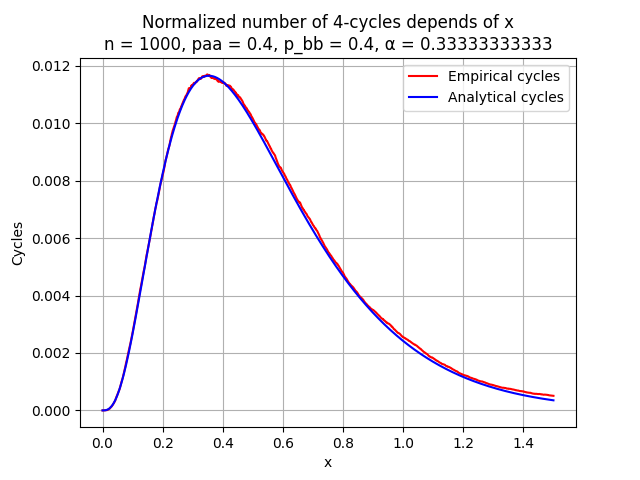 Normalized number of 4-cycles depends of x
n = 1000, paa = 0.4, p_bb = 0.4, α = 0.33333333333
Empirical cycles
Analytical cycles
0.012
0.010
0.008
0.006
0.004
0.002
0.000
Cycles
0.0 0.2 0.4 0.6 0.8 1.0 1.2 1.4
x